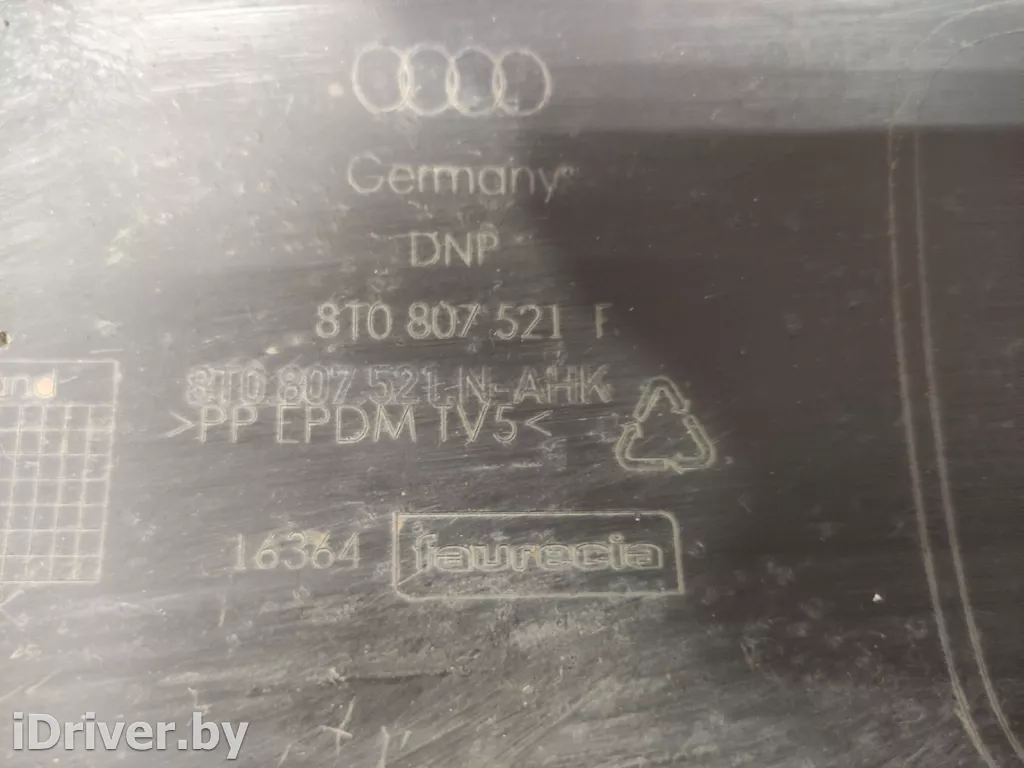 Germany
DNP
8T0 807 521 F
8T0 807 521 N-AHK
>PP EPDM TV5<
16364
faurecia
iDriver.by